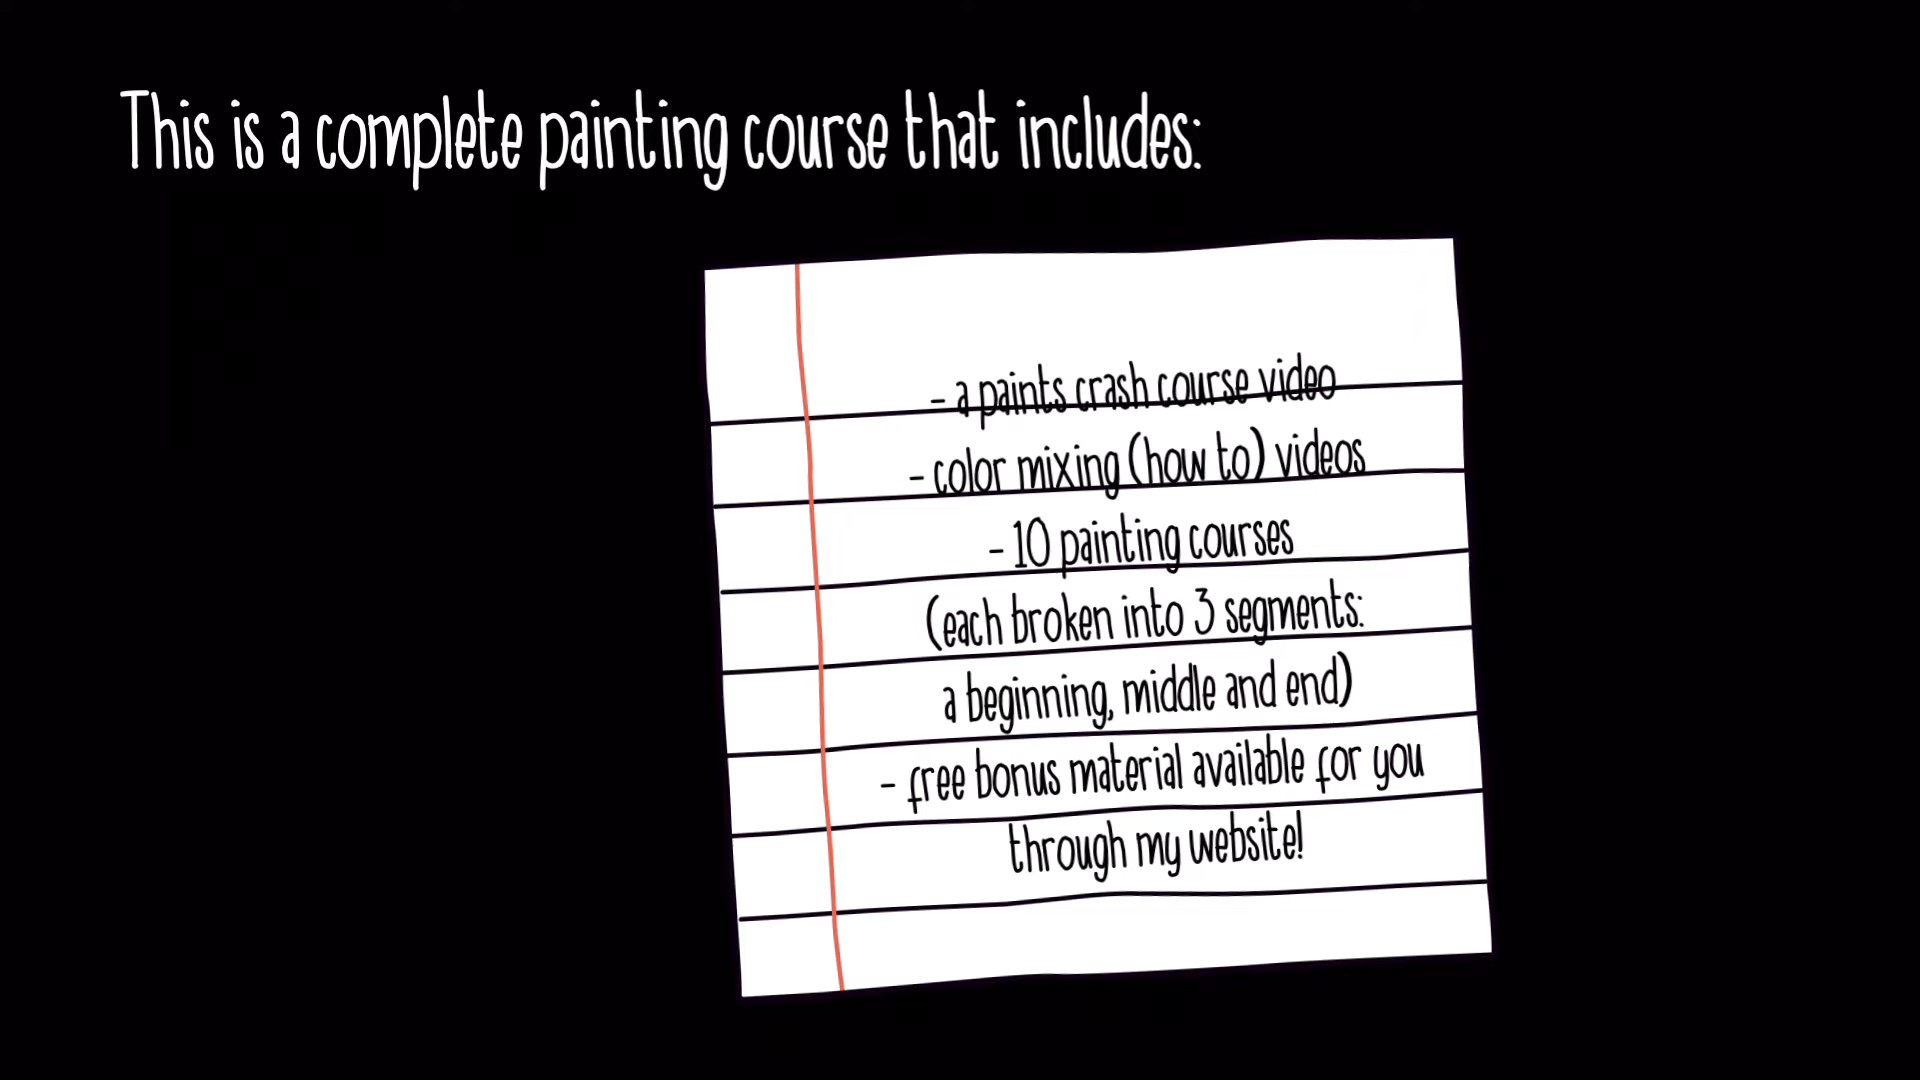 This is a complete painting course that includes:
- a paints crash course video
- color mixing (how to) videos
- 10 painting courses
(each broken into 3 segments:
a beginning, middle and end)
- free bonus material available for you
through my website!